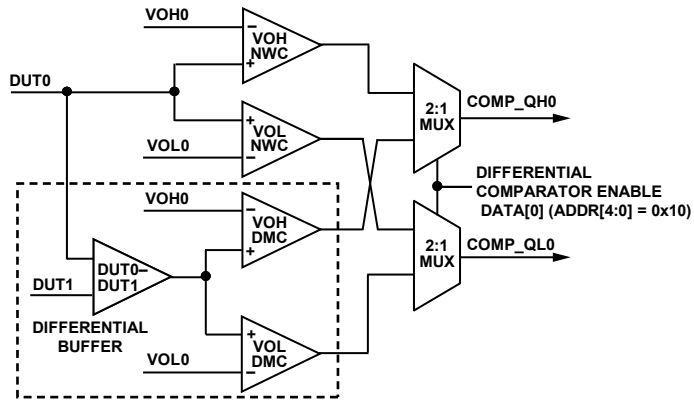 VOH0
VOH
NWC
DUT0
VOL
NWC
VOL0
2:1
MUX
COMP_QH0
DIFFERENTIAL
COMPARATOR ENABLE
DATA[0] (ADDR[4:0] = 0x10)
VOH0
VOH
DMC
DUT0–
DUT1
DUT1
DIFFERENTIAL
BUFFER
2:1
MUX
COMP_QL0
VOL
DMC
VOL0